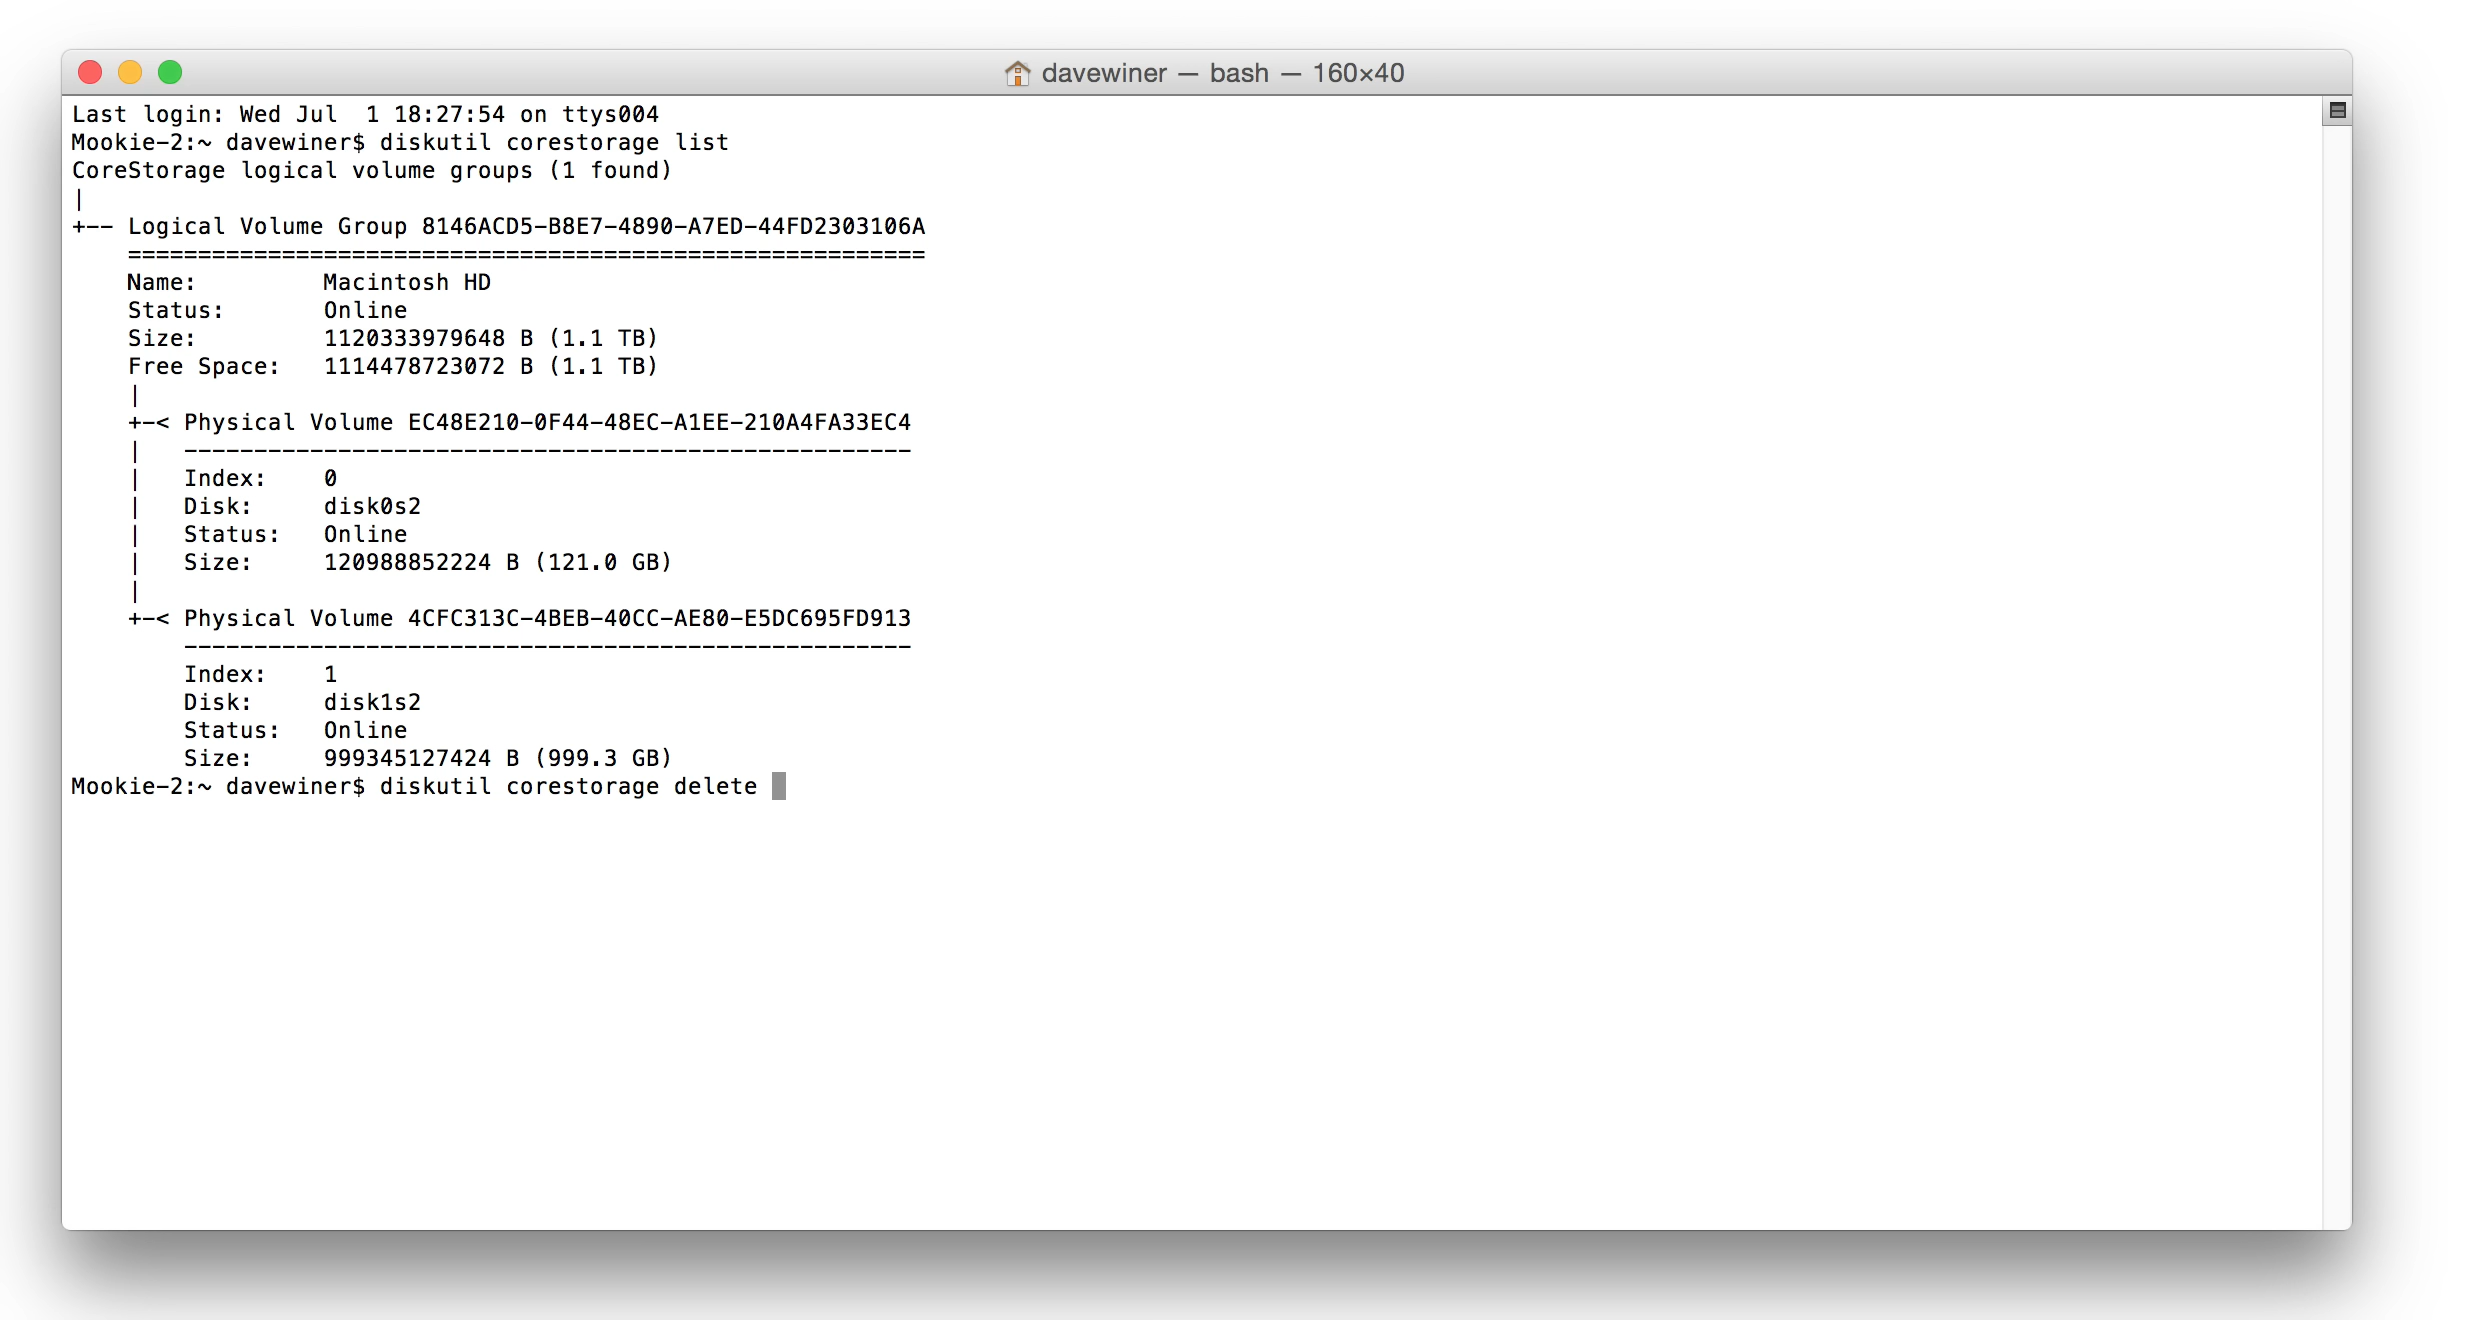 davewiner — bash — 160×40
Last login: Wed Jul  1 18:27:54 on ttys004
Mookie-2:~ davewiner$ diskutil corestorage list
CoreStorage logical volume groups (1 found)
|
+-- Logical Volume Group 8146ACD5-B8E7-4890-A7ED-44FD2303106A
    =========================================================
    Name:         Macintosh HD
    Status:       Online
    Size:         1120333979648 B (1.1 TB)
    Free Space:   1114478723072 B (1.1 TB)
    |
    +-< Physical Volume EC48E210-0F44-48EC-A1EE-210A4FA33EC4
    |   ----------------------------------------------------
    |   Index:    0
    |   Disk:     disk0s2
    |   Status:   Online
    |   Size:     120988852224 B (121.0 GB)
    |
    +-< Physical Volume 4CFC313C-4BEB-40CC-AE80-E5DC695FD913
        ----------------------------------------------------
        Index:    1
        Disk:     disk1s2
        Status:   Online
        Size:     999345127424 B (999.3 GB)
Mookie-2:~ davewiner$ diskutil corestorage delete